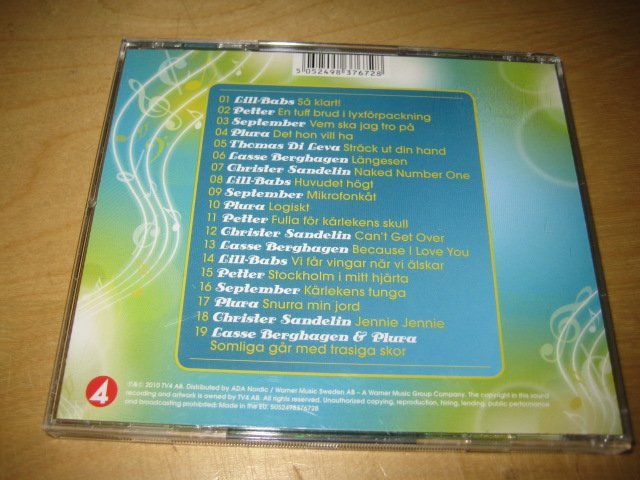 5 052498 376728
01 Lill-Babs Så klart!
02 Petter En tuff brud i lyxförpackning
03 September Vem ska jag tro på
04 Plura Det hon vill ha
05 Thomas Di Leva Sträck ut din hand
06 Lasse Berghagen Långesen
07 Christer Sandelin Naked Number One
08 Lill-Babs Huvudet högt
09 September Mikrofonkåt
10 Plura Logiskt
11 Petter Fulla för kärlekens skull
12 Christer Sandelin Can't Get Over
13 Lasse Berghagen Because I Love You
14 Lill-Babs Vi får vingar när vi älskar
15 Petter Stockholm i mitt hjärta
16 September Kärlekens tunga
17 Plura Snurra min jord
18 Christer Sandelin Jennie Jennie
19 Lasse Berghagen & Plura
Somliga går med trasiga skor
4
℗&© 2010 TV4 AB. Distributed by ADA Nordic / Warner Music Sweden AB – A Warner Music Group Company. The copyright in this sound
recording and artwork is owned by TV4 AB. All rights reserved. Unauthorized copying, reproduction, hiring, lending, public performance
and broadcasting prohibited. Made in the EU. 5052498376728